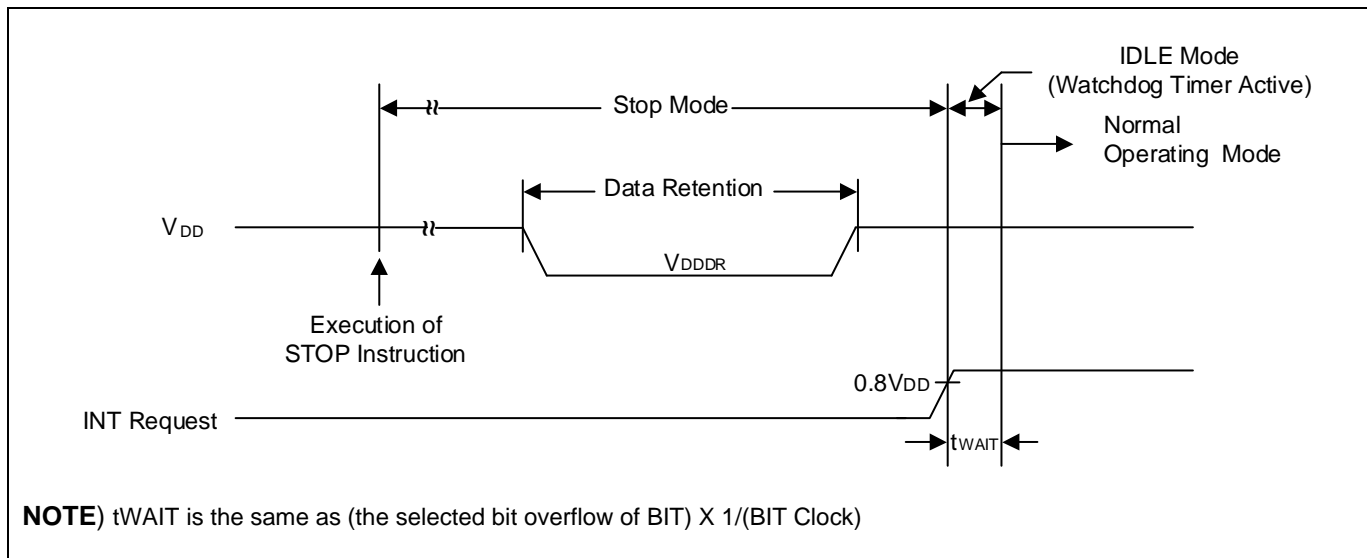 IDLE Mode
(Watchdog Timer Active)
Stop Mode
Normal
Operating Mode
Data Retention
VDD
VDDDR
Execution of
STOP Instruction
0.8VDD
INT Request
tWAIT
NOTE) tWAIT is the same as (the selected bit overflow of BIT) X 1/(BIT Clock)